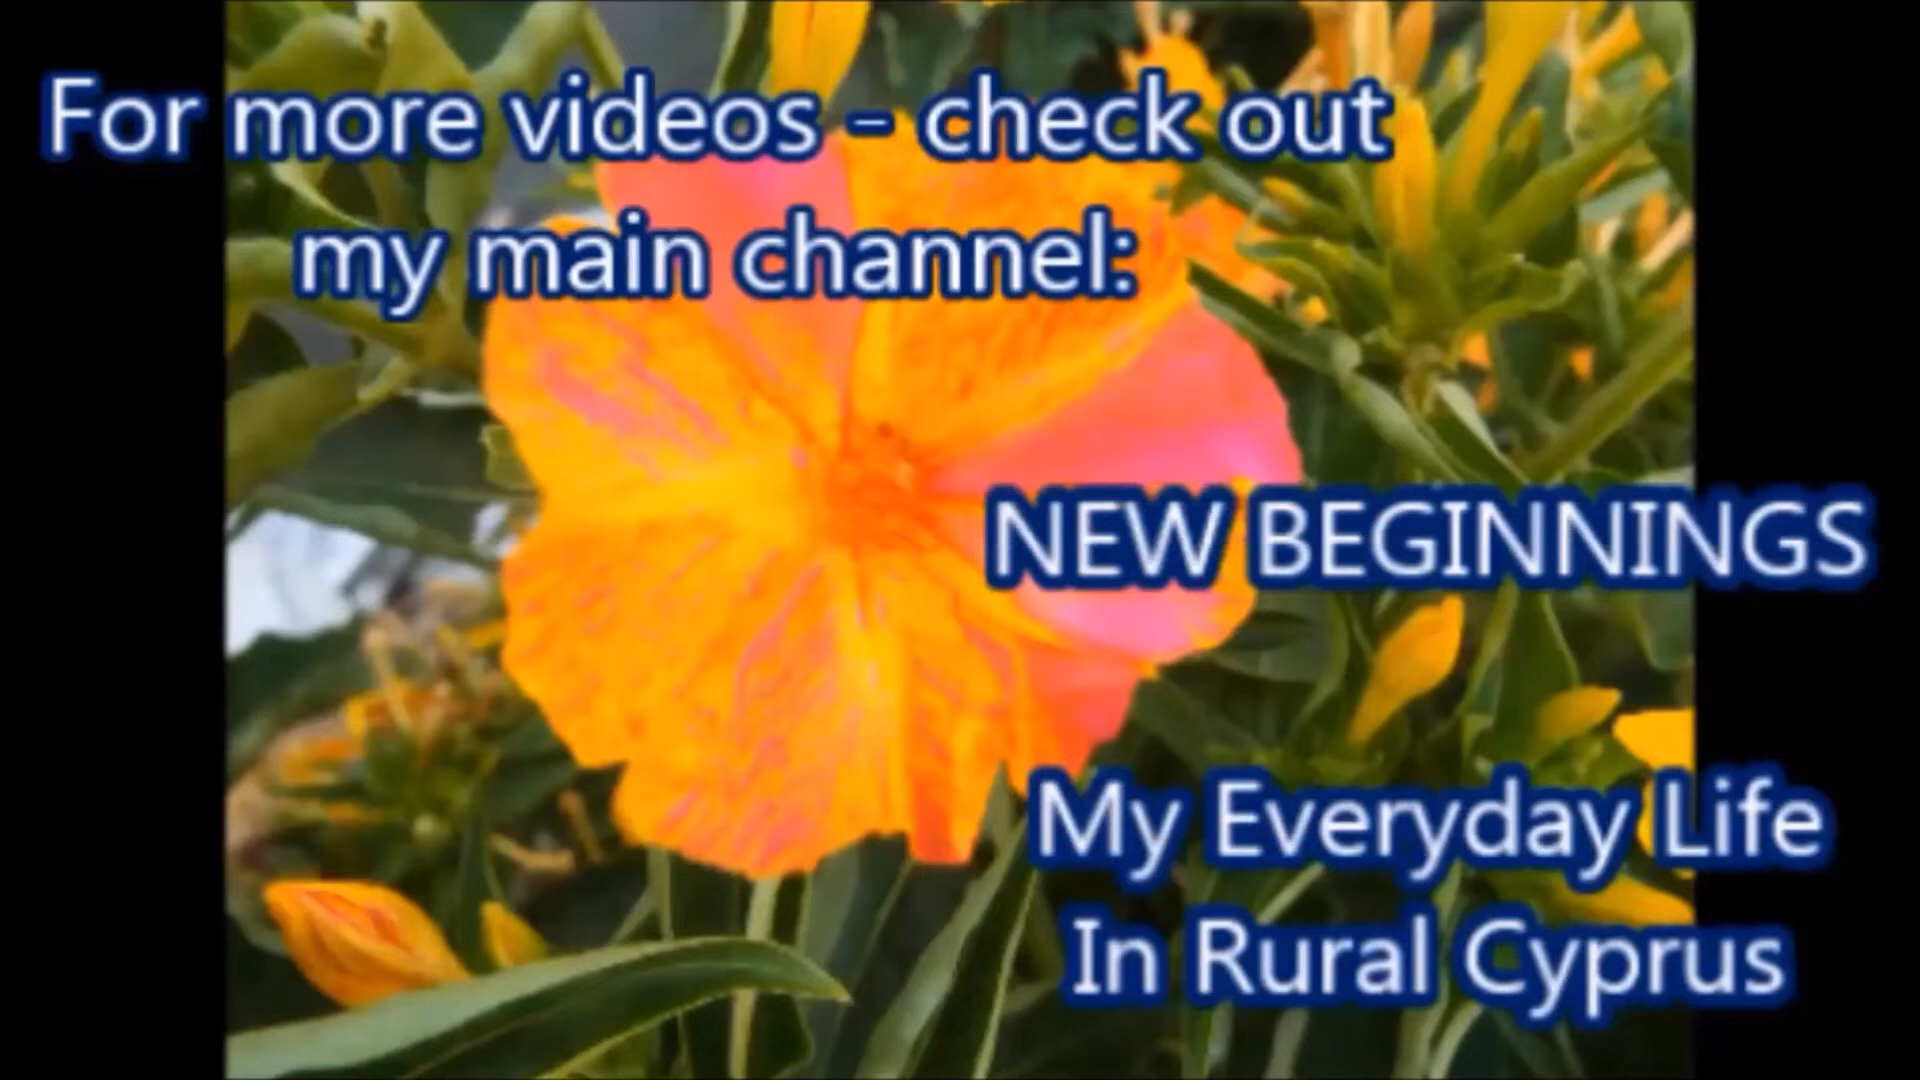 For more videos - check out
my main channel:
NEW BEGINNINGS
My Everyday Life
In Rural Cyprus